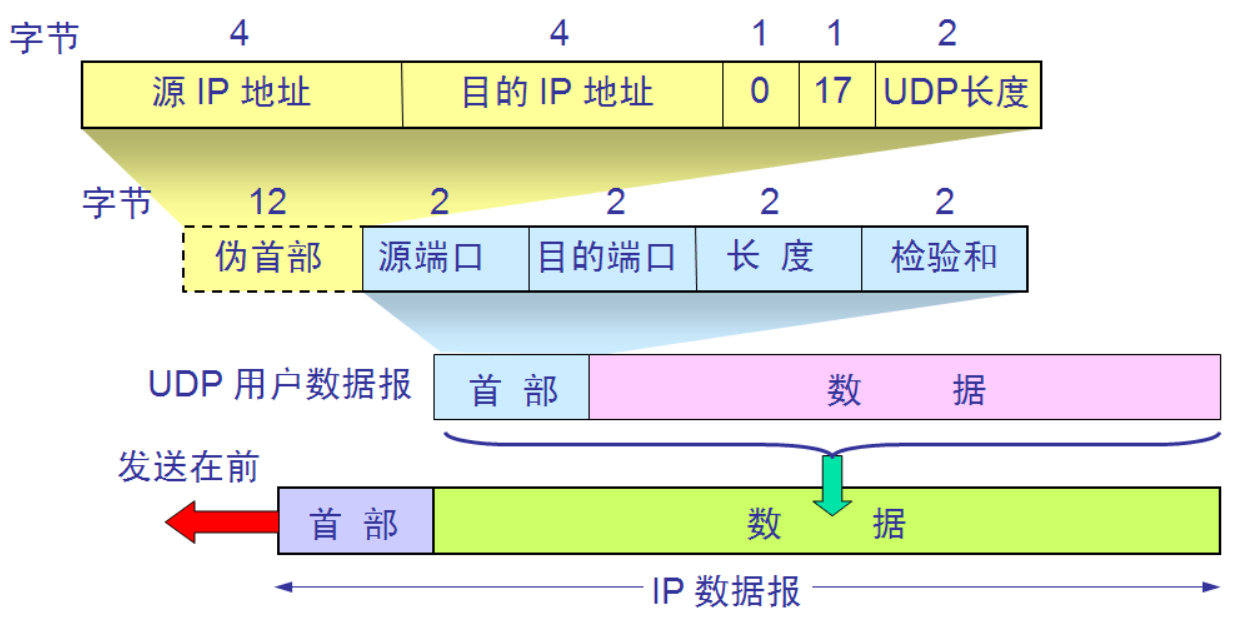 字节 4 4 1 1 2
源 IP 地址 目的 IP 地址 0 17 UDP长度
字节 12 2 2 2 2
伪首部 源端口 目的端口 长 度 检验和
UDP 用户数据报 首 部 数 据
发送在前
首 部 数 据
IP 数据报